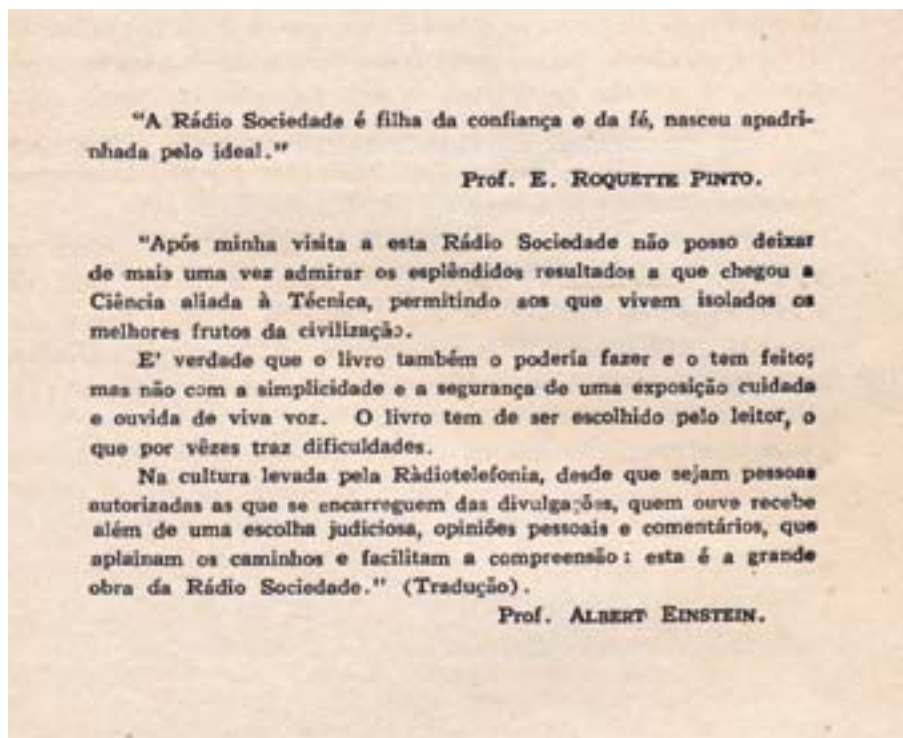 "A Rádio Sociedade é filha da confiança e da fé, nasceu apadri-
nhada pelo ideal."
Prof. E. ROQUETTE PINTO.
"Após minha visita a esta Rádio Sociedade não posso deixar
de mais uma vez admirar os esplêndidos resultados a que chegou a
Ciência aliada à Técnica, permitindo aos que vivem isolados os
melhores frutos da civilização.
E' verdade que o livro também o poderia fazer e o tem feito;
mas não com a simplicidade e a segurança de uma exposição cuidada
e ouvida de viva voz. O livro tem de ser escolhido pelo leitor, o
que por vêzes traz dificuldades.
Na cultura levada pela Ràdiotelefonia, desde que sejam pessoas
autorizadas as que se encarreguem das divulgações, quem ouve recebe
além de uma escolha judiciosa, opiniões pessoais e comentários, que
aplainam os caminhos e facilitam a compreensão: esta é a grande
obra da Rádio Sociedade." (Tradução).
Prof. ALBERT EINSTEIN.